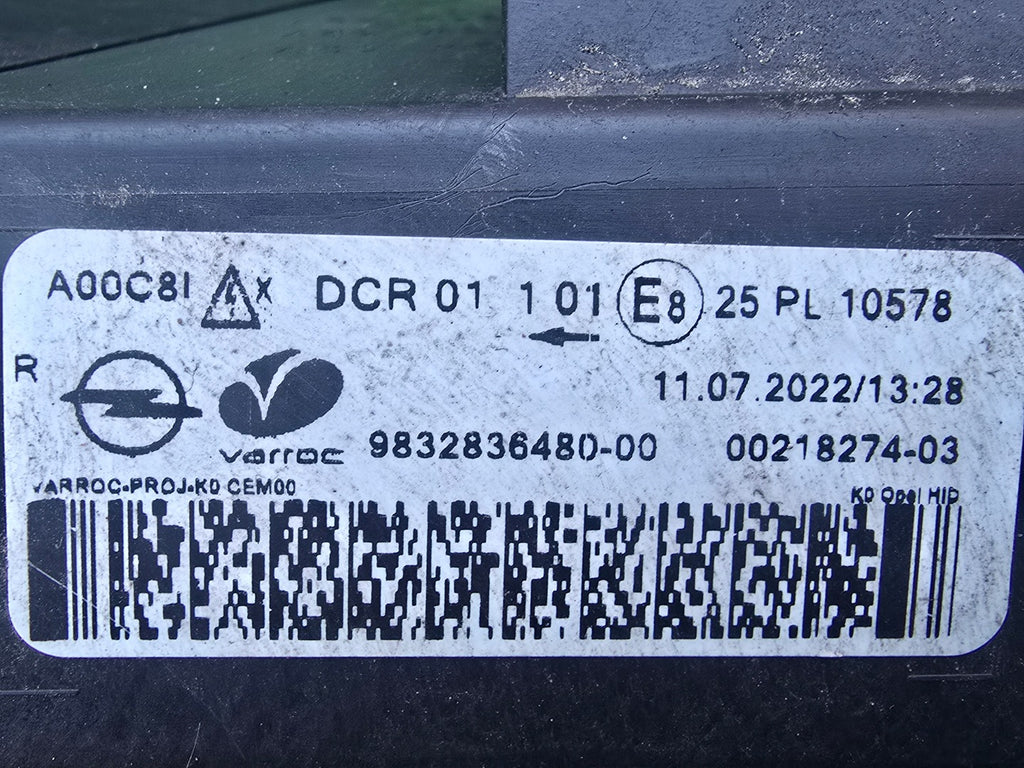 A00C8I X DCR 01 1 01 E8 25 PL 10578
R
11.07.2022/13:28
varroc 9832836480-00 00218274-03
VARROC-PROJ-K0 CEM00 K0 Opel HID